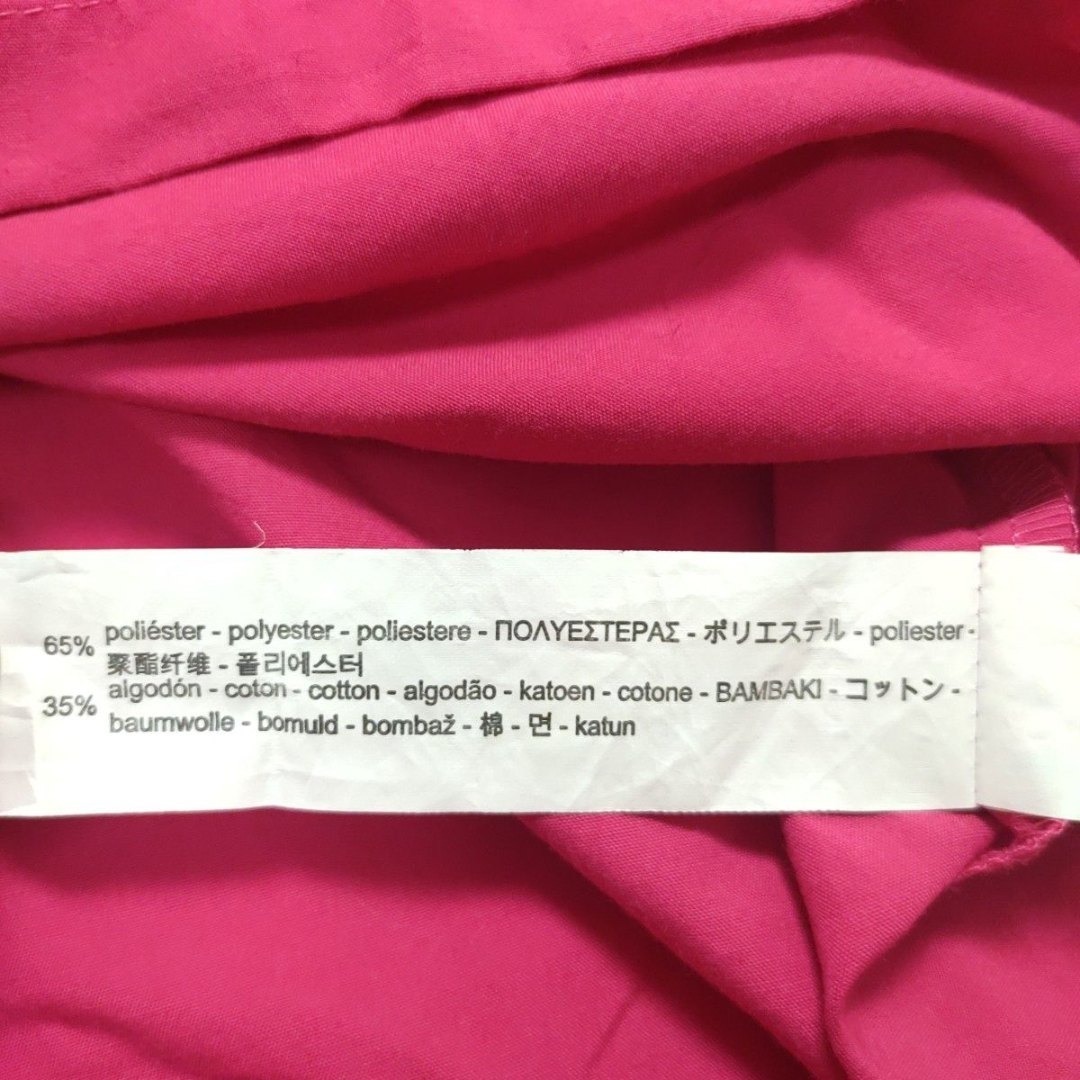 65% poliéster - polyester - poliestere - ΠΟΛΥΕΣΤΕΡΑΣ - ポリエステル - poliester -
聚酯纤维 - 폴리에스터
35% algodón - coton - cotton - algodão - katoen - cotone - BAMBAKI - コットン -
baumwolle - bomuld - bombaž - 棉 - 면 - katun